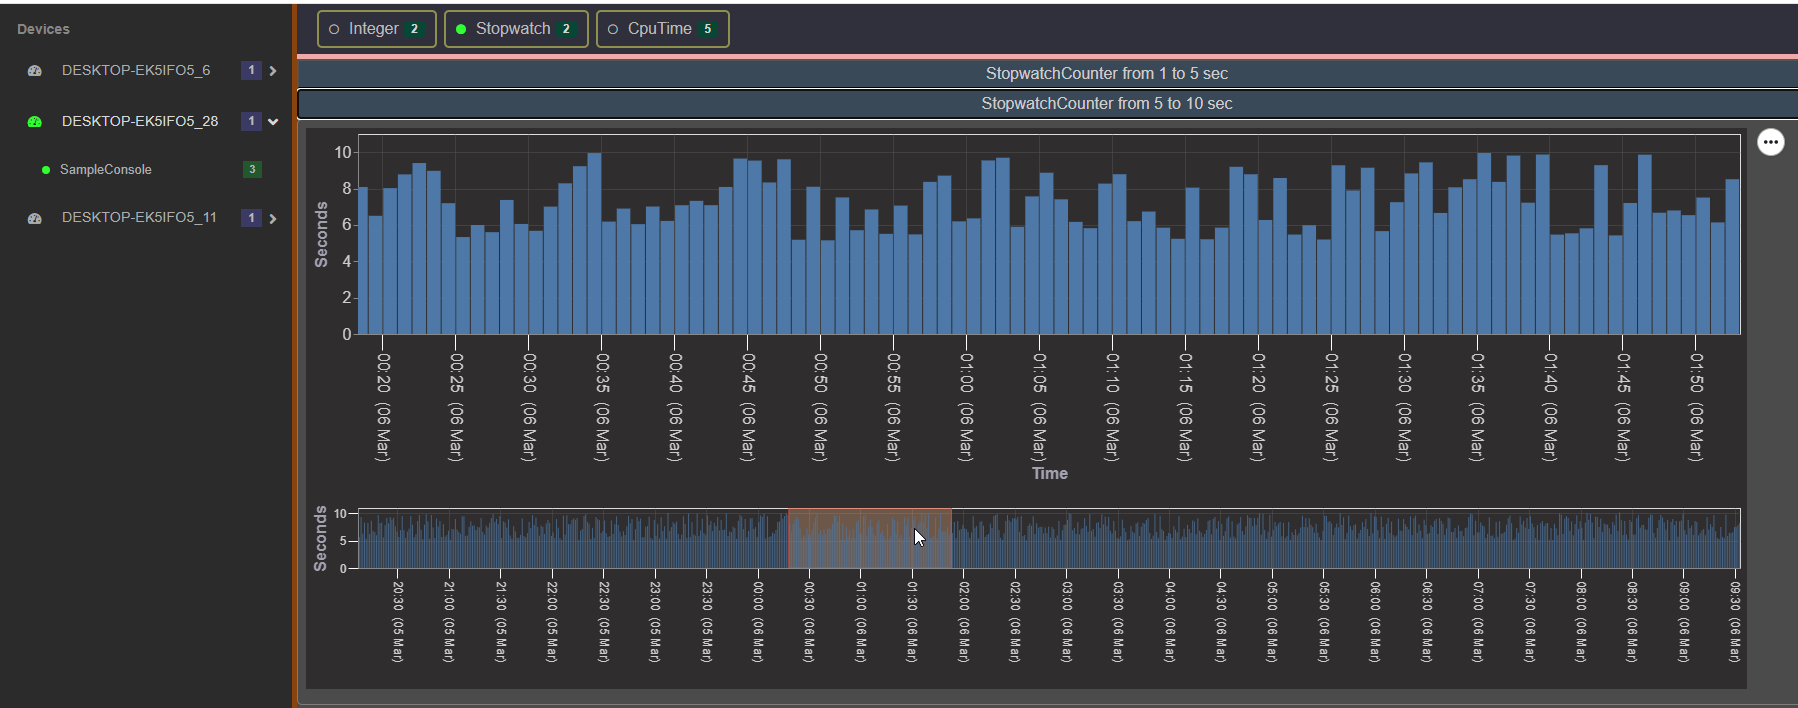 Devices
DESKTOP-EK5IFO5_6 1
DESKTOP-EK5IFO5_28 1
SampleConsole 3
DESKTOP-EK5IFO5_11 1
Integer 2 Stopwatch 2 CpuTime 5
StopwatchCounter from 1 to 5 sec
StopwatchCounter from 5 to 10 sec
Seconds
10
8
6
4
2
0
00:20 (06 Mar)
00:25 (06 Mar)
00:30 (06 Mar)
00:35 (06 Mar)
00:40 (06 Mar)
00:45 (06 Mar)
00:50 (06 Mar)
00:55 (06 Mar)
01:00 (06 Mar)
01:05 (06 Mar)
01:10 (06 Mar)
01:15 (06 Mar)
01:20 (06 Mar)
01:25 (06 Mar)
01:30 (06 Mar)
01:35 (06 Mar)
01:40 (06 Mar)
01:45 (06 Mar)
01:50 (06 Mar)
Time
Seconds
10
5
0
20:30 (05 Mar)
21:00 (05 Mar)
21:30 (05 Mar)
22:00 (05 Mar)
22:30 (05 Mar)
23:00 (05 Mar)
23:30 (05 Mar)
00:00 (06 Mar)
00:30 (06 Mar)
01:00 (06 Mar)
01:30 (06 Mar)
02:00 (06 Mar)
02:30 (06 Mar)
03:00 (06 Mar)
03:30 (06 Mar)
04:00 (06 Mar)
04:30 (06 Mar)
05:00 (06 Mar)
05:30 (06 Mar)
06:00 (06 Mar)
06:30 (06 Mar)
07:00 (06 Mar)
07:30 (06 Mar)
08:00 (06 Mar)
08:30 (06 Mar)
09:00 (06 Mar)
09:30 (06 Mar)